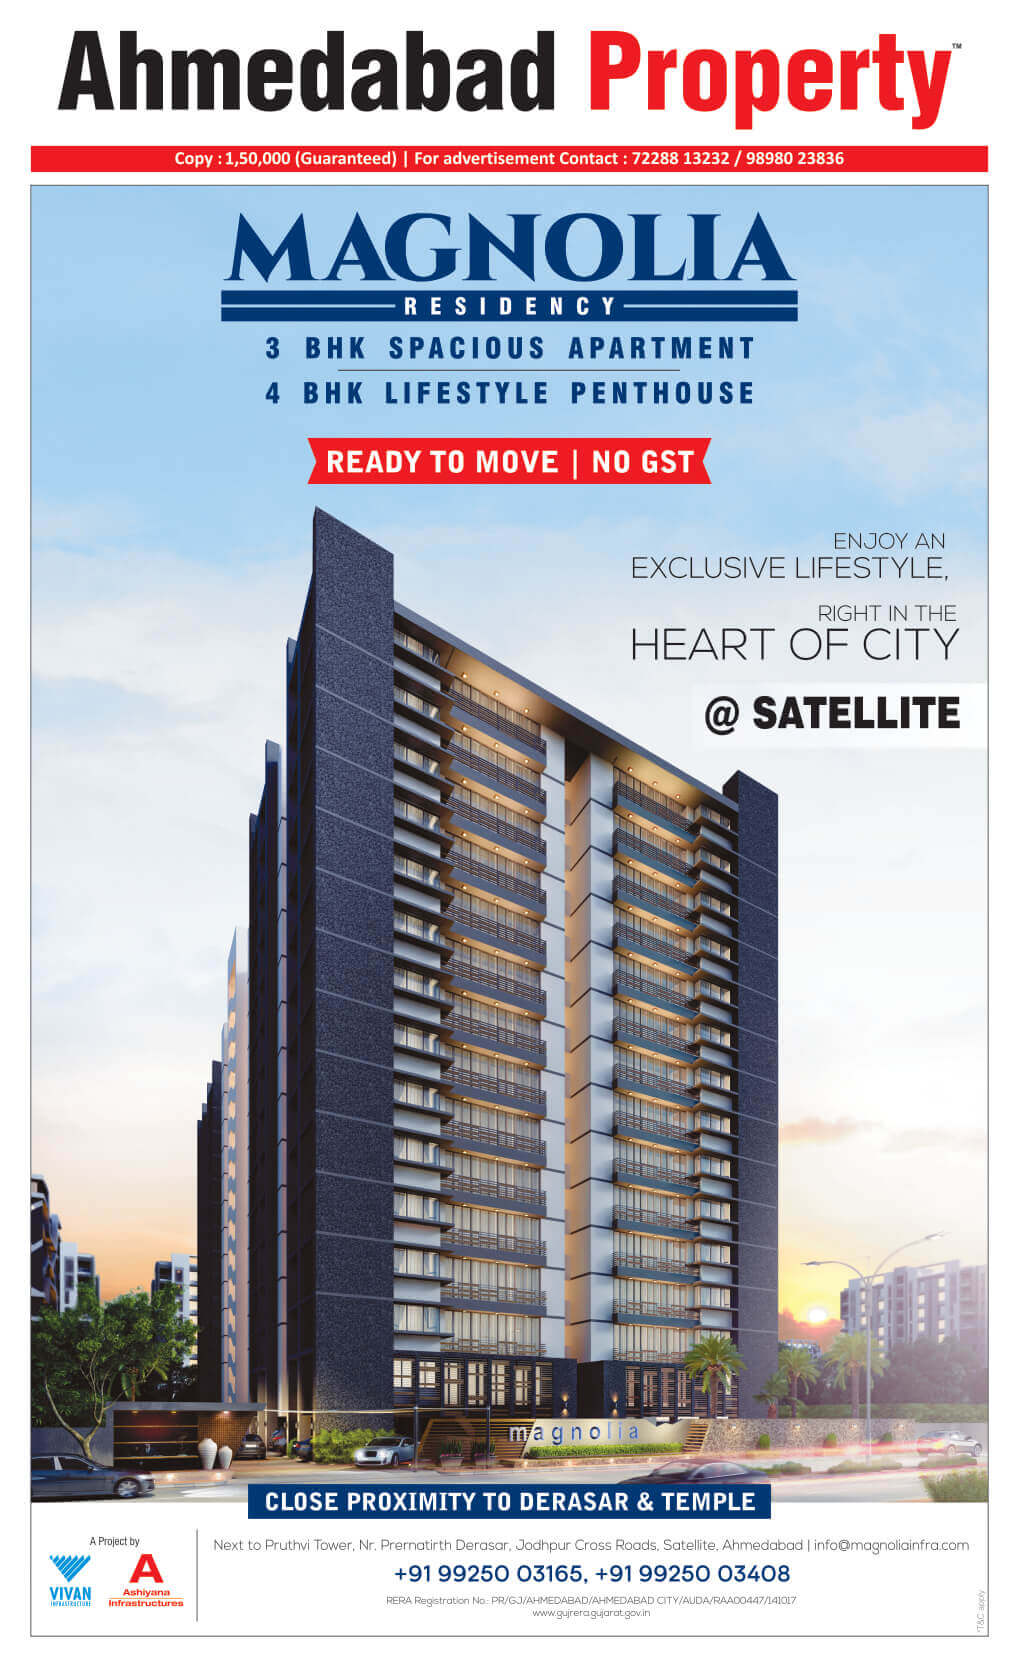 Ahmedabad Property™
Copy : 1,50,000 (Guaranteed) | For advertisement Contact : 72288 13232 / 98980 23836
MAGNOLIA
RESIDENCY
3 BHK SPACIOUS APARTMENT
4 BHK LIFESTYLE PENTHOUSE
READY TO MOVE | NO GST
ENJOY AN
EXCLUSIVE LIFESTYLE,
RIGHT IN THE
HEART OF CITY
@ SATELLITE
magnolia
CLOSE PROXIMITY TO DERASAR & TEMPLE
A Project by
VIVAN
INFRASTRUCTURE
A
Ashiyana
Infrastructures
Next to Pruthvi Tower, Nr. Prernatirth Derasar, Jodhpur Cross Roads, Satellite, Ahmedabad | info@magnoliainfra.com
+91 99250 03165, +91 99250 03408
RERA Registration No.: PR/GJ/AHMEDABAD/AHMEDABAD CITY/AUDA/RAA00447/141017
www.gujrera.gujarat.gov.in
*T&C apply